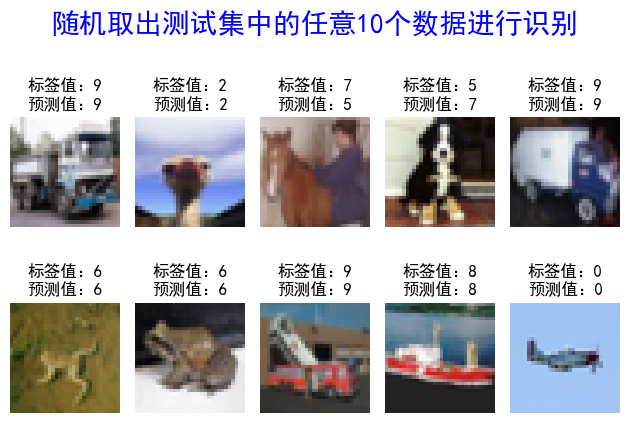 随机取出测试集中的任意10个数据进行识别
标签值：9
预测值：9
标签值：2
预测值：2
标签值：7
预测值：5
标签值：5
预测值：7
标签值：9
预测值：9
标签值：6
预测值：6
标签值：6
预测值：6
标签值：9
预测值：9
标签值：8
预测值：8
标签值：0
预测值：0